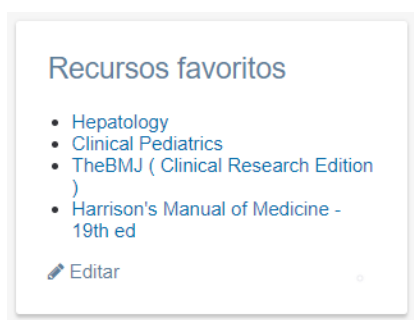 Recursos favoritos
Hepatology
Clinical Pediatrics
TheBMJ ( Clinical Research Edition
)
Harrison's Manual of Medicine -
19th ed
Editar